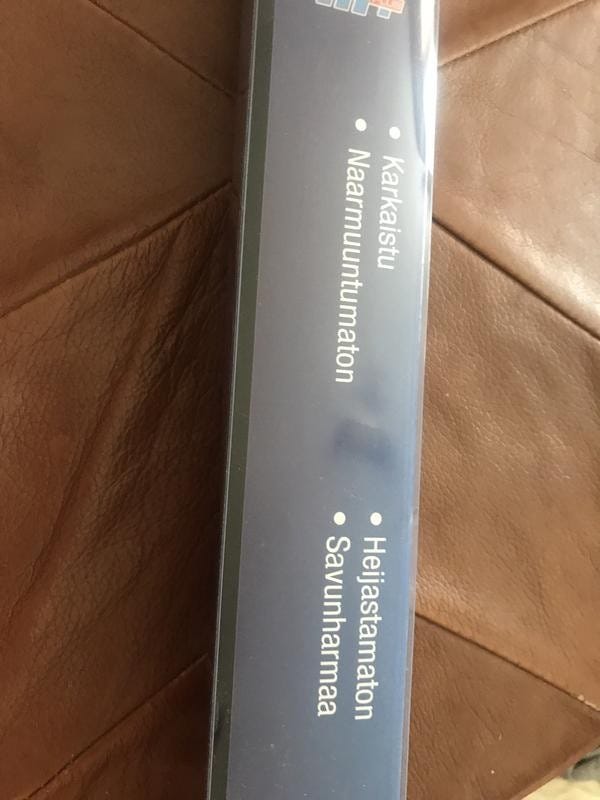 • Karkaistu
• Naarmuuntumaton
• Heijastamaton
• Savunharmaa